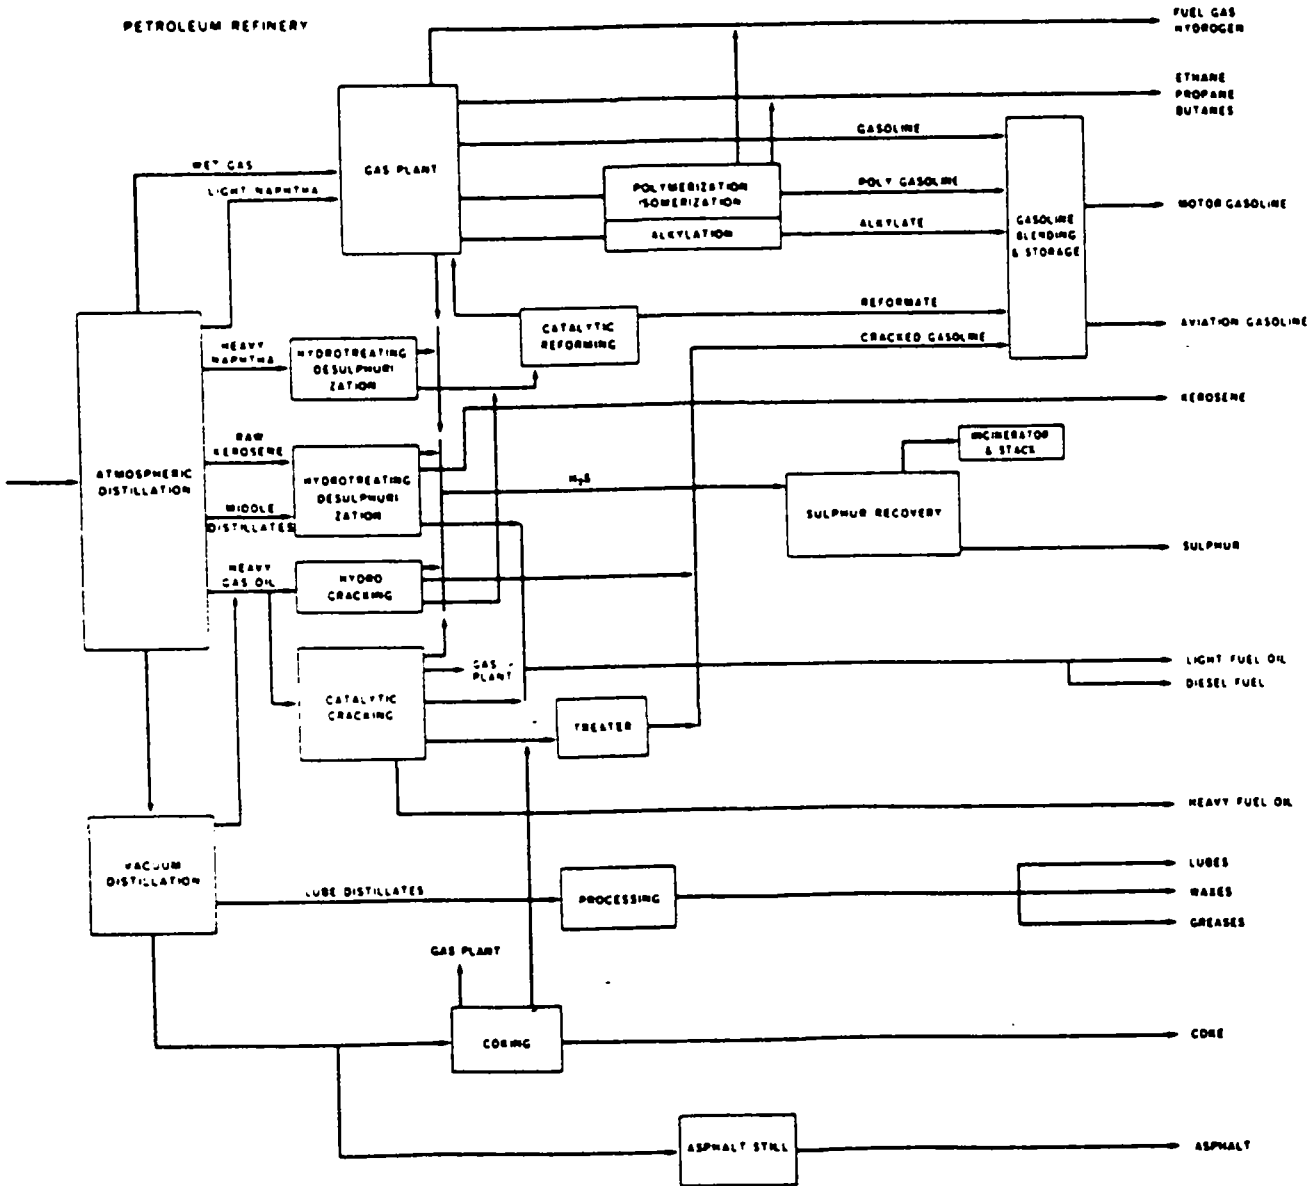 PETROLEUM REFINERY
FUEL GAS
HYDROGEN
ETHANE
PROPANE
BUTANES
GASOLINE
WET GAS
LIGHT NAPHTHA
GAS PLANT
POLYMERIZATION
ISOMERIZATION
ALKYLATION
POLY GASOLINE
ALKYLATE
GASOLINE
BLENDING
& STORAGE
MOTOR GASOLINE
REFORMATE
AVIATION GASOLINE
CRACKED GASOLINE
CATALYTIC
REFORMING
HEAVY
NAPHTHA
HYDROTREATING
DESULPHURI
ZATION
KEROSENE
RAW
KEROSENE
INCINERATOR
& STACK
ATMOSPHERIC
DISTILLATION
HYDROTREATING
DESULPHURI
ZATION
H₂S
MIDDLE
DISTILLATES
SULPHUR RECOVERY
SULPHUR
HEAVY
GAS OIL
HYDRO
CRACKING
GAS
PLANT
LIGHT FUEL OIL
DIESEL FUEL
CATALYTIC
CRACKING
TREATER
HEAVY FUEL OIL
VACUUM
DISTILLATION
LUBE DISTILLATES
PROCESSING
LUBES
WAXES
GREASES
GAS PLANT
COKING
COKE
ASPHALT STILL
ASPHALT